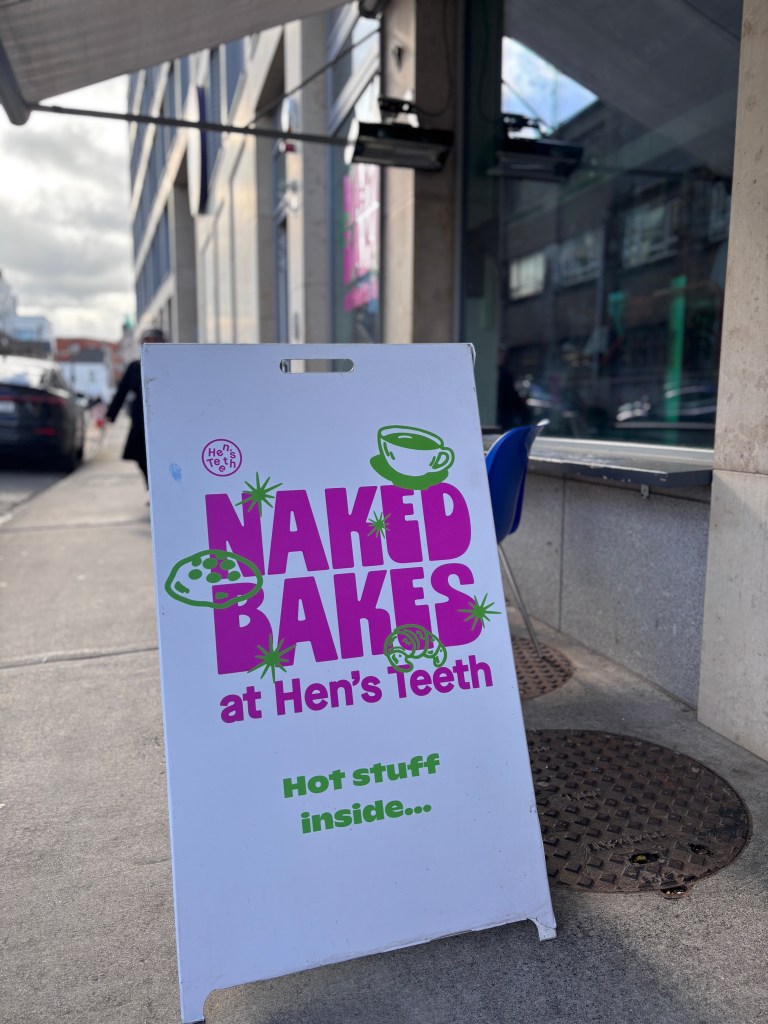 Hen's
Teeth
NAKED
BAKES
at Hen's Teeth
Hot stuff
inside...